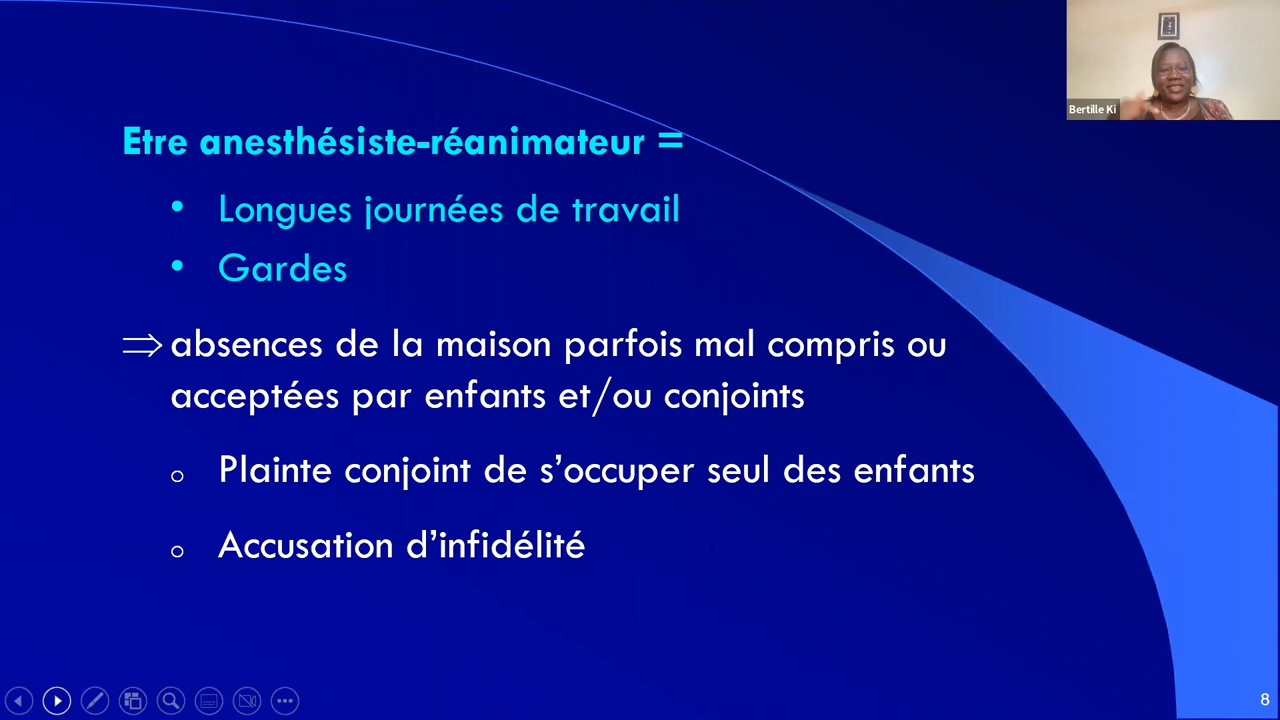 Bertille Ki
Etre anesthésiste-réanimateur =
• Longues journées de travail
• Gardes
⇒ absences de la maison parfois mal compris ou
acceptées par enfants et/ou conjoints
o Plainte conjoint de s’occuper seul des enfants
o Accusation d’infidélité
8